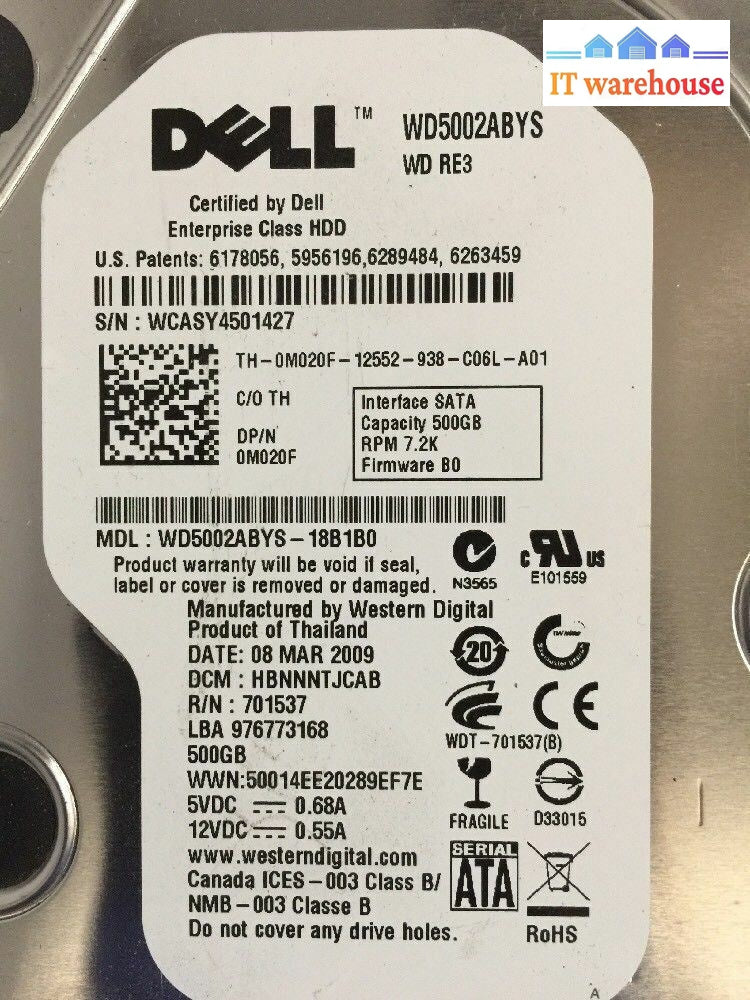 IT warehouse
DELL™
WD5002ABYS
WD RE3
Certified by Dell
Enterprise Class HDD
U.S. Patents: 6178056, 5956196,6289484, 6263459
S/N : WCASY4501427
TH-0M020F-12552-938-C06L-A01
C/O TH
DP/N
0M020F
Interface SATA
Capacity 500GB
RPM 7.2K
Firmware B0
MDL : WD5002ABYS-18B1B0
Product warranty will be void if seal,
label or cover is removed or damaged.
N3565
C RU US
E101559
Manufactured by Western Digital
Product of Thailand
DATE: 08 MAR 2009
DCM : HBNNNTJCAB
R/N : 701537
LBA 976773168
500GB
WWN:50014EE20289EF7E
5VDC 0.68A
12VDC 0.55A
www.westerndigital.com
Canada ICES-003 Class B/
NMB-003 Classe B
Do not cover any drive holes.
20
CE
WDT-701537(B)
FRAGILE
D33015
SERIAL
ATA
RoHS
A